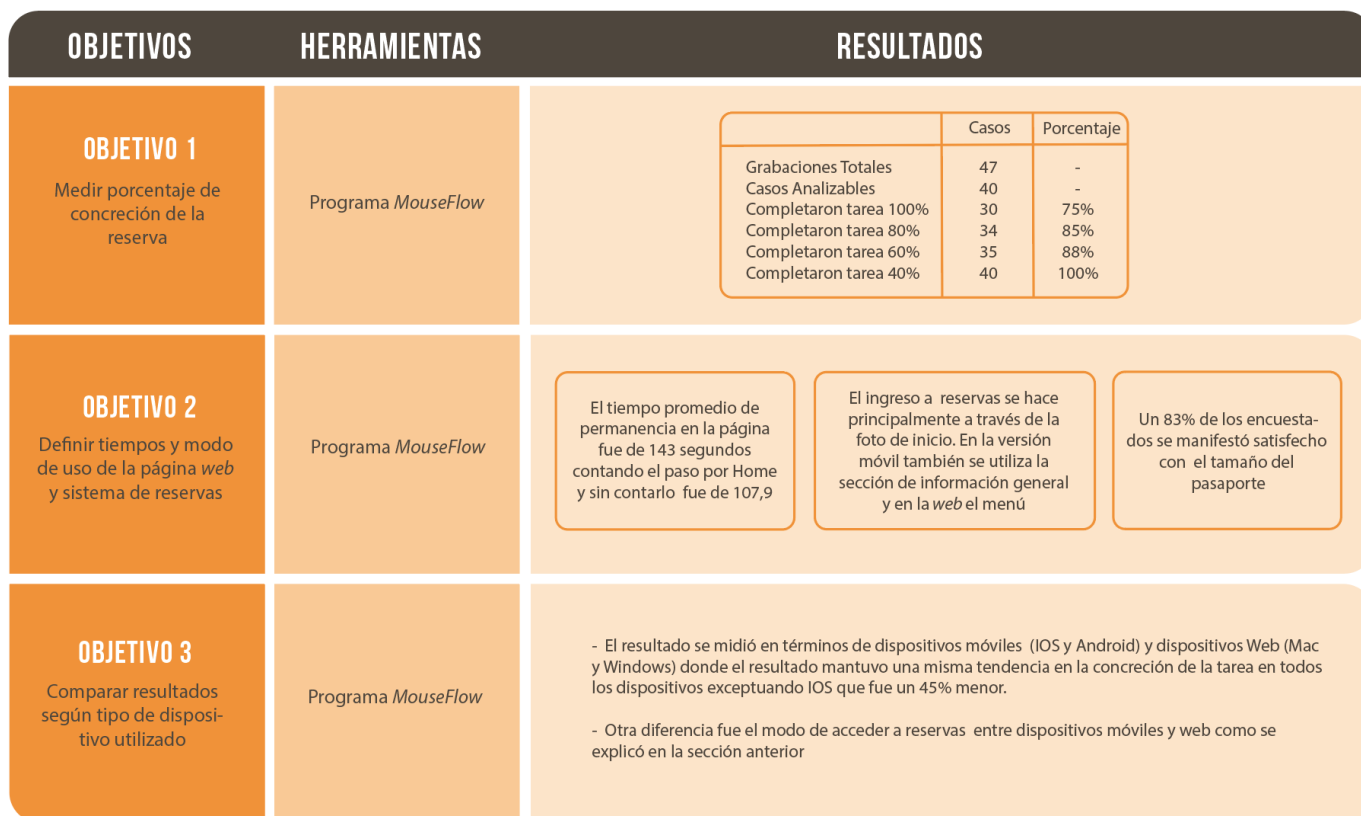 OBJETIVOS HERRAMIENTAS RESULTADOS
OBJETIVO 1
Medir porcentaje de
concreción de la
reserva
Programa MouseFlow
Casos Porcentaje
Grabaciones Totales 47 -
Casos Analizables 40 -
Completaron tarea 100% 30 75%
Completaron tarea 80% 34 85%
Completaron tarea 60% 35 88%
Completaron tarea 40% 40 100%
OBJETIVO 2
Definir tiempos y modo
de uso de la página web
y sistema de reservas
Programa MouseFlow
El tiempo promedio de
permanencia en la página
fue de 143 segundos
contando el paso por Home
y sin contarlo fue de 107,9
El ingreso a reservas se hace
principalmente a través de la
foto de inicio. En la versión
móvil también se utiliza la
sección de información general
y en la web el menú
Un 83% de los encuesta-
dos se manifestó satisfecho
con el tamaño del
pasaporte
OBJETIVO 3
Comparar resultados
según tipo de disposi-
tivo utilizado
Programa MouseFlow
- El resultado se midió en términos de dispositivos móviles (IOS y Android) y dispositivos Web (Mac
y Windows) donde el resultado mantuvo una misma tendencia en la concreción de la tarea en todos
los dispositivos exceptuando IOS que fue un 45% menor.
- Otra diferencia fue el modo de acceder a reservas entre dispositivos móviles y web como se
explicó en la sección anterior